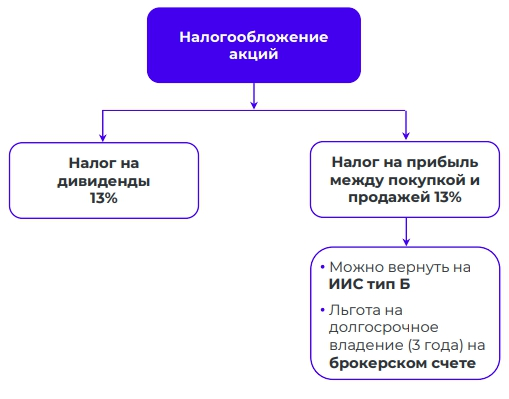 Налогообложение
акций
Налог на
дивиденды
13%
Налог на прибыль
между покупкой и
продажей 13%
• Можно вернуть на
ИИС тип Б
• Льгота на
долгосрочное
владение (3 года) на
брокерском счете